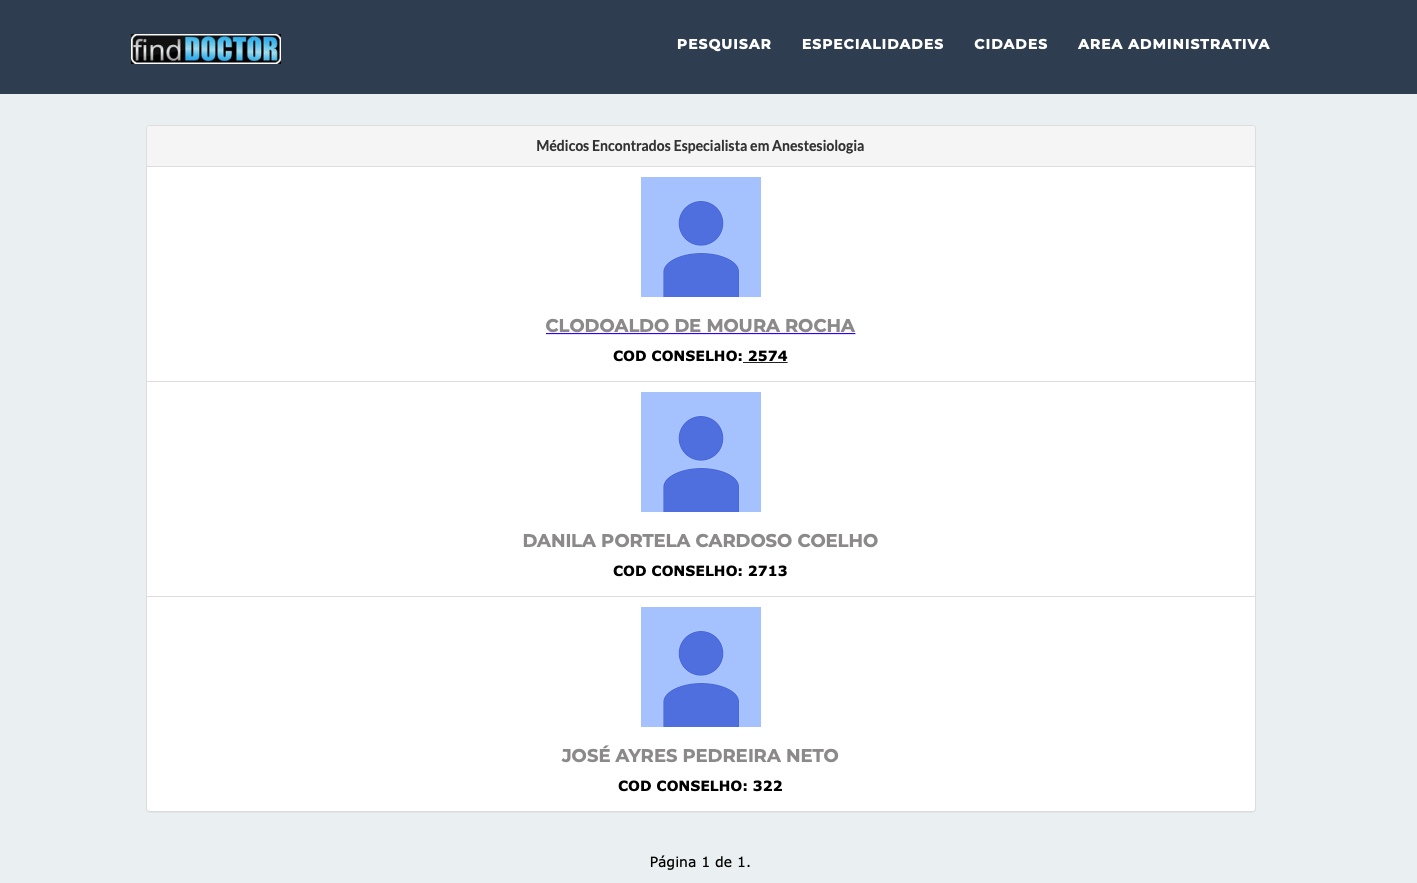 findDOCTOR
PESQUISAR ESPECIALIDADES CIDADES AREA ADMINISTRATIVA
Médicos Encontrados Especialista em Anestesiologia
CLODOALDO DE MOURA ROCHA
COD CONSELHO: 2574
DANILA PORTELA CARDOSO COELHO
COD CONSELHO: 2713
JOSÉ AYRES PEDREIRA NETO
COD CONSELHO: 322
Página 1 de 1.